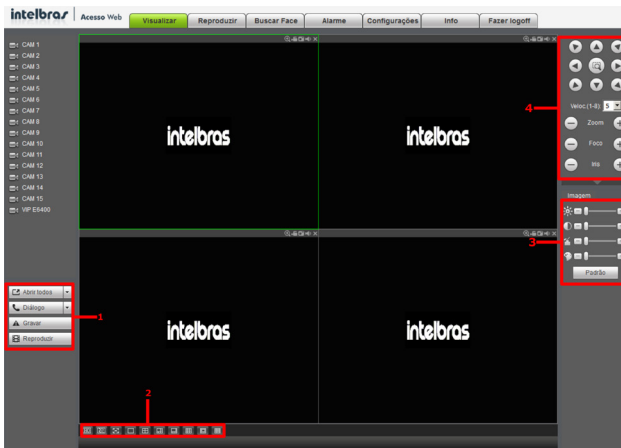 intelbras Acesso Web Visualizar Reproduzir Buscar Face Alarme Configurações Info Fazer logoff
CAM 1
CAM 2
CAM 3
CAM 4
CAM 5
CAM 6
CAM 7
CAM 8
CAM 9
CAM 10
CAM 11
CAM 12
CAM 13
CAM 14
CAM 15
VIP E6400
Abrir todos
Diálogo
Gravar
Reproduzir
1
intelbras
intelbras
intelbras
intelbras
2
4
Veloc.(1-8): 5
Zoom
Foco
Iris
Imagem
3
Padrão